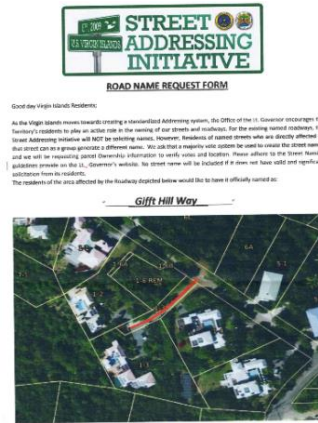 EST. 2009
U.S. VIRGIN ISLANDS
STREET
ADDRESSING
INITIATIVE
ROAD NAME REQUEST FORM
Good day Virgin Islands Residents;
As the Virgin Islands moves towards creating a standardized Addressing system, the Office of the Lt. Governor encourages t
Territory's residents to play an active role in the naming of our streets and roadways. For the existing named roadways,
Street Addressing Initiative will NOT be soliciting names. However, Residents of named streets who are directly affected
that street can as a group generate a different name. We ask that a majority vote system be used to create the street nam
and we will be requesting parcel Ownership information to verify votes and location. Please adhere to the Street Nam
guidelines provide on the Lt., Governor's website. No street name will be included if it does not have valid and significa
solicitation from its residents.
The residents of the area affected by the Roadway depicted below would like to have it officially named as:
- Gifft Hill Way -